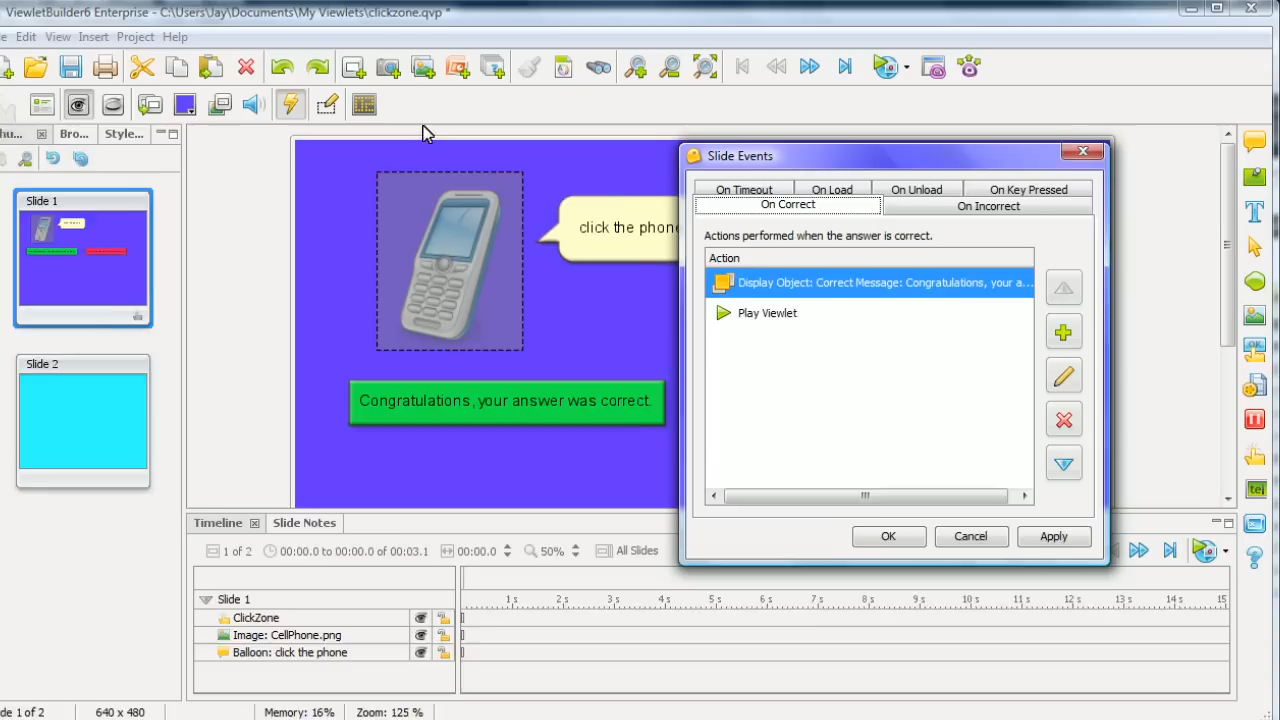 ViewletBuilder6 Enterprise - C:\Users\Jay\Documents\My Viewlets\clickzone.qvp *
Edit View Insert Project Help
Bro... Style...
Slide 1
Slide 2
click the phone
Congratulations, your answer was correct.
Slide Events
On Timeout On Load On Unload On Key Pressed
On Correct On Incorrect
Actions performed when the answer is correct.
Action
Display Object: Correct Message: Congratulations, your a...
Play Viewlet
OK Cancel Apply
Timeline Slide Notes
1 of 2 00:00.0 to 00:00.0 of 00:03.1 00:00.0 50% All Slides
1 s 2 s 3 s 4 s 5 s 6 s 7 s 8 s 9 s 10 s 11 s 12 s 13 s 14 s 15
Slide 1
ClickZone
Image: CellPhone.png
Balloon: click the phone
de 1 of 2 640 x 480 Memory: 16% Zoom: 125 %